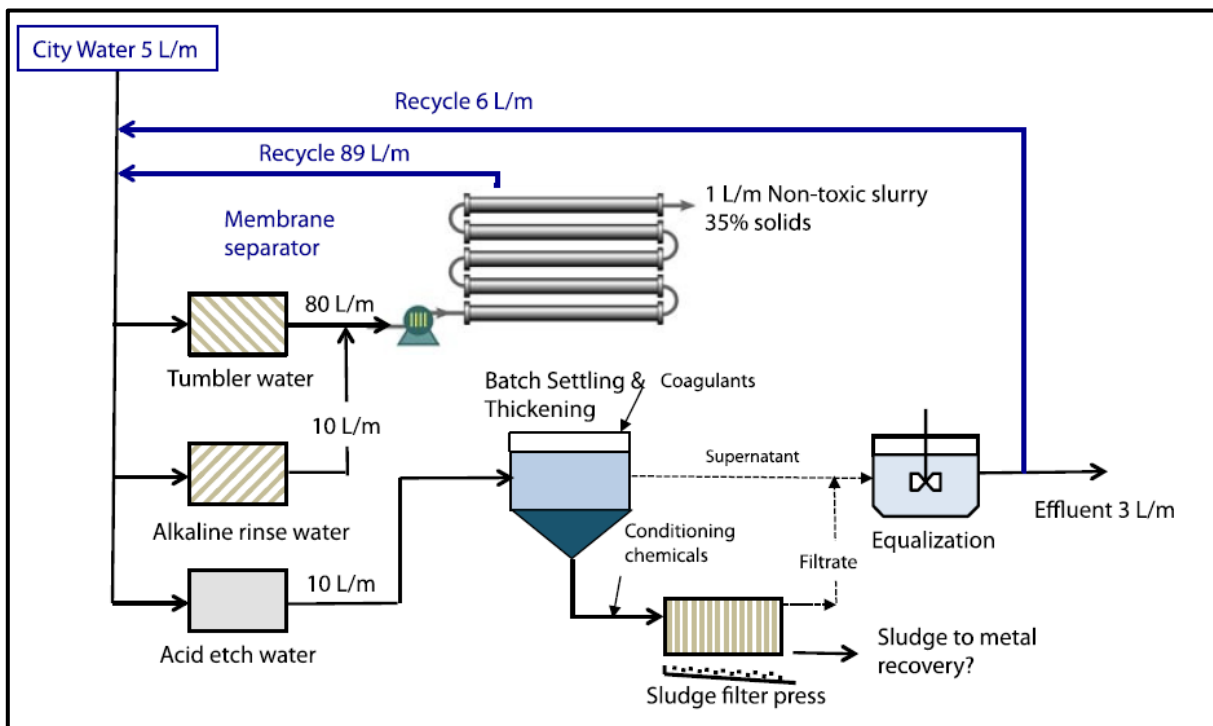 City Water 5 L/m
Recycle 6 L/m
Recycle 89 L/m
1 L/m Non-toxic slurry
35% solids
Membrane
separator
80 L/m
Tumbler water
Batch Settling &
Thickening
Coagulants
10 L/m
Supernatant
Alkaline rinse water
Effluent 3 L/m
Equalization
Conditioning
chemicals
Filtrate
10 L/m
Acid etch water
Sludge to metal
recovery?
Sludge filter press